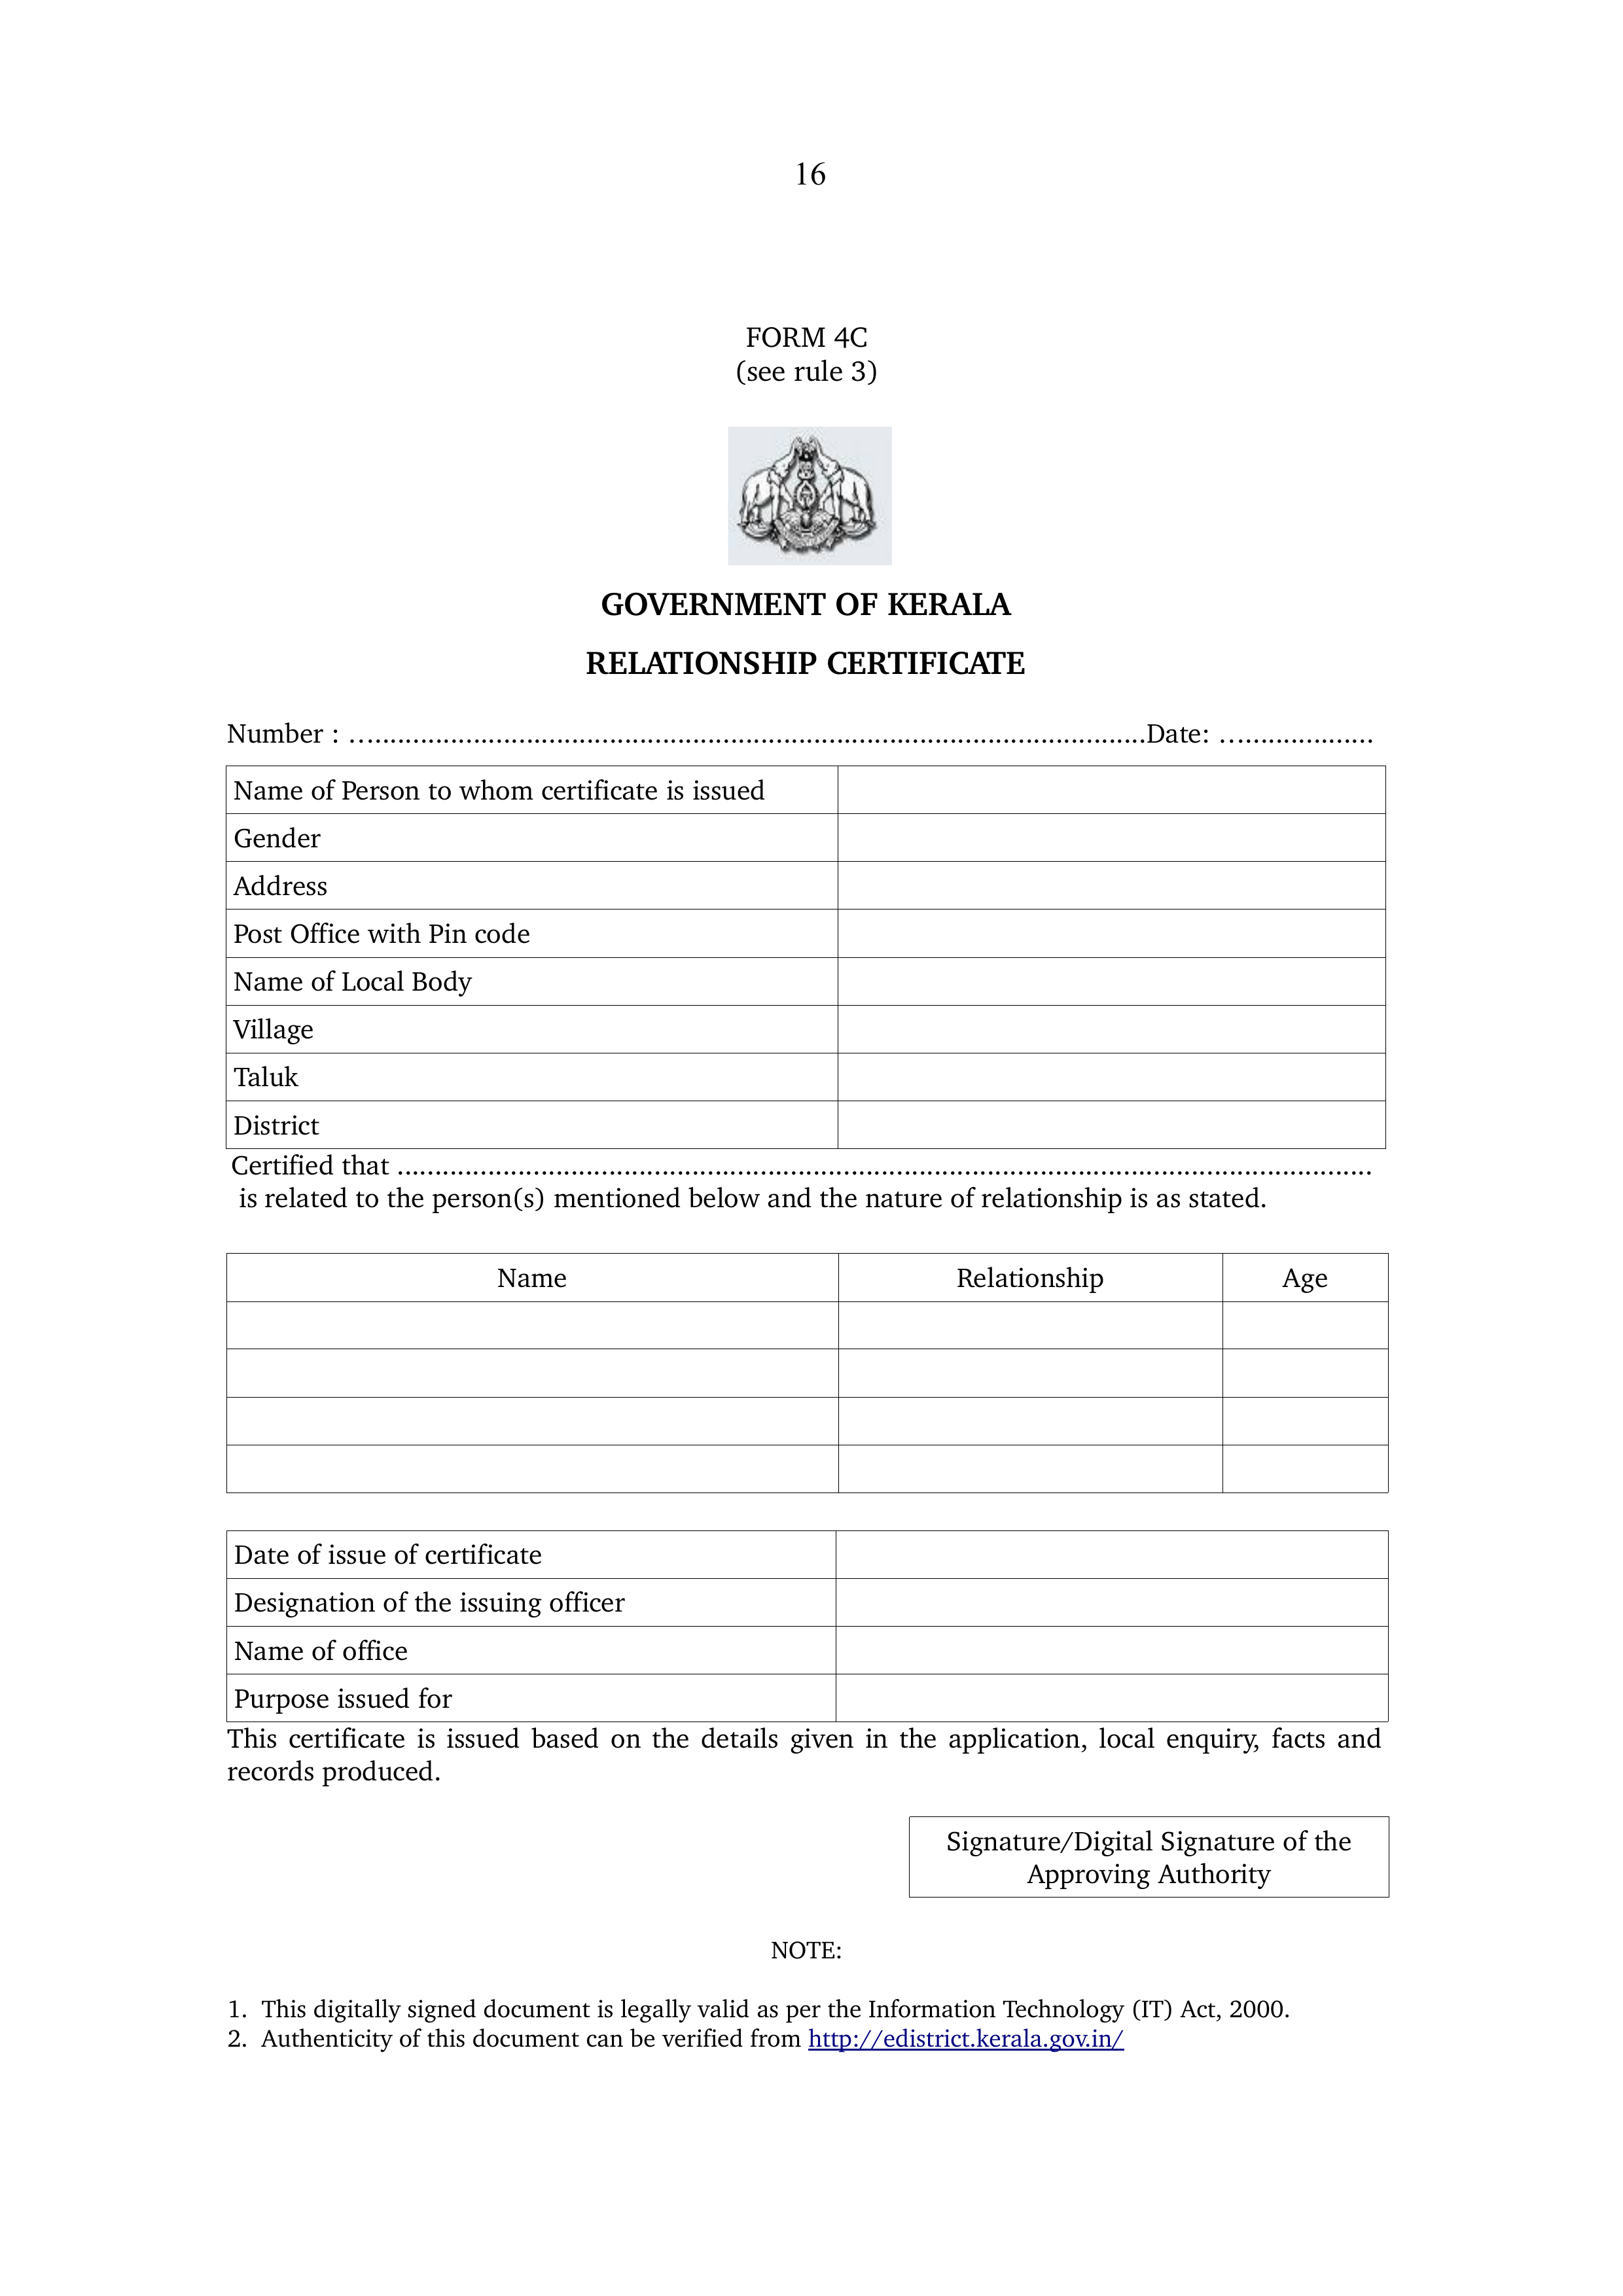 16
FORM 4C
(see rule 3)
GOVERNMENT OF KERALA
RELATIONSHIP CERTIFICATE
Number : ….............................................................................................................Date: …..................
Name of Person to whom certificate is issued
Gender
Address
Post Office with Pin code
Name of Local Body
Village
Taluk
District
Certified that ...............................................................................................................................
is related to the person(s) mentioned below and the nature of relationship is as stated.
Name Relationship Age
Date of issue of certificate
Designation of the issuing officer
Name of office
Purpose issued for
This certificate is issued based on the details given in the application, local enquiry, facts and
records produced.
Signature/Digital Signature of the
Approving Authority
NOTE:
1. This digitally signed document is legally valid as per the Information Technology (IT) Act, 2000.
2. Authenticity of this document can be verified from http://edistrict.kerala.gov.in/